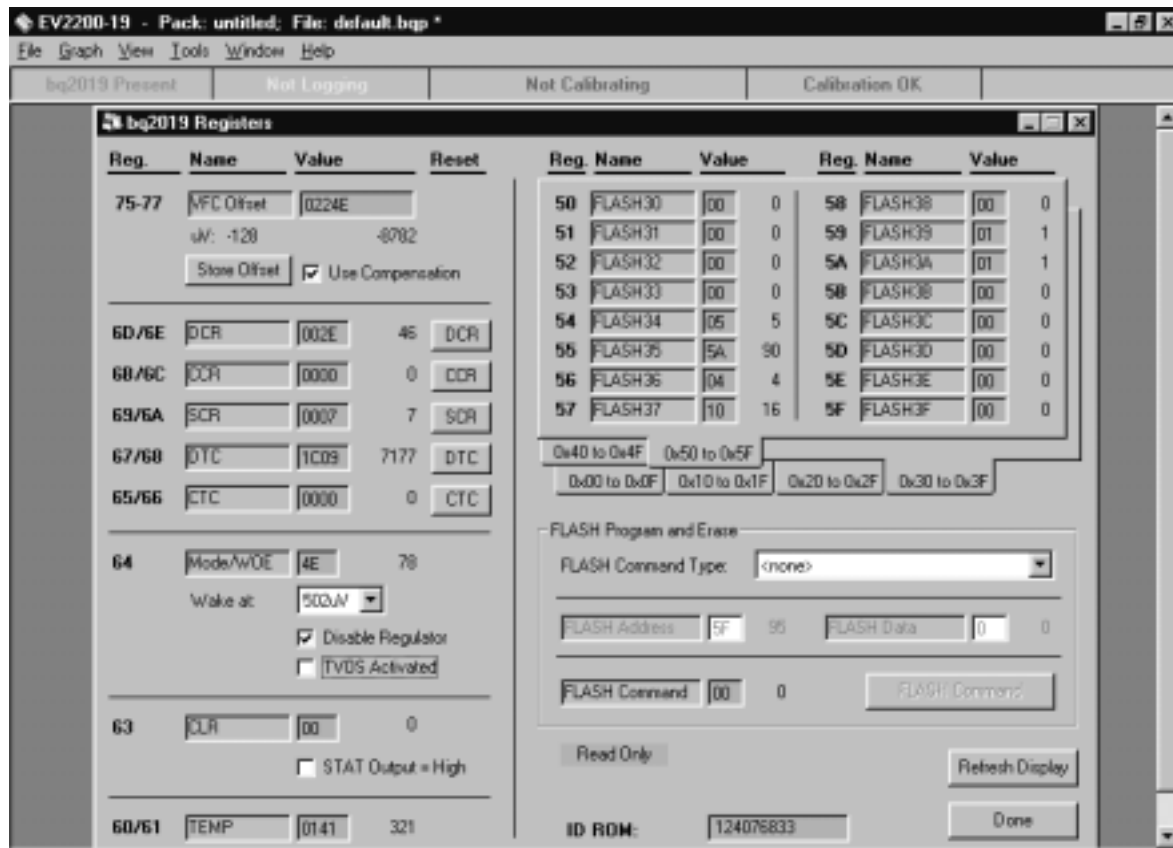 EV2200-19 - Pack: untitled; File: default.bqp *
File Graph View Tools Window Help
bq2019 Present Not Logging Not Calibrating Calibration OK
bq2019 Registers
Reg. Name Value Reset
75-77 VFC Offset 0224E
uV: -128 -8782
Store Offset Use Compensation
6D/6E DCR 002E 46 DCR
6B/6C CCR 0000 0 CCR
69/6A SCR 0007 7 SCR
67/68 DTC 1C09 7177 DTC
65/66 CTC 0000 0 CTC
64 Mode/WOE 4E 78
Wake at: 502uV
Disable Regulator
TVOS Activated
63 CLR 00 0
STAT Output = High
60/61 TEMP 0141 321
Reg. Name Value Reg. Name Value
50 FLASH30 00 0 58 FLASH38 00 0
51 FLASH31 00 0 59 FLASH39 01 1
52 FLASH32 00 0 5A FLASH3A 01 1
53 FLASH33 00 0 5B FLASH3B 00 0
54 FLASH34 05 5 5C FLASH3C 00 0
55 FLASH35 5A 90 5D FLASH3D 00 0
56 FLASH36 04 4 5E FLASH3E 00 0
57 FLASH37 10 16 5F FLASH3F 00 0
0x40 to 0x4F 0x50 to 0x5F
0x00 to 0x0F 0x10 to 0x1F 0x20 to 0x2F 0x30 to 0x3F
FLASH Program and Erase
FLASH Command Type: <none>
FLASH Address 5F 95 FLASH Data 0 0
FLASH Command 00 0 FLASH Command
Read Only
Refresh Display
ID ROM: 124076833
Done